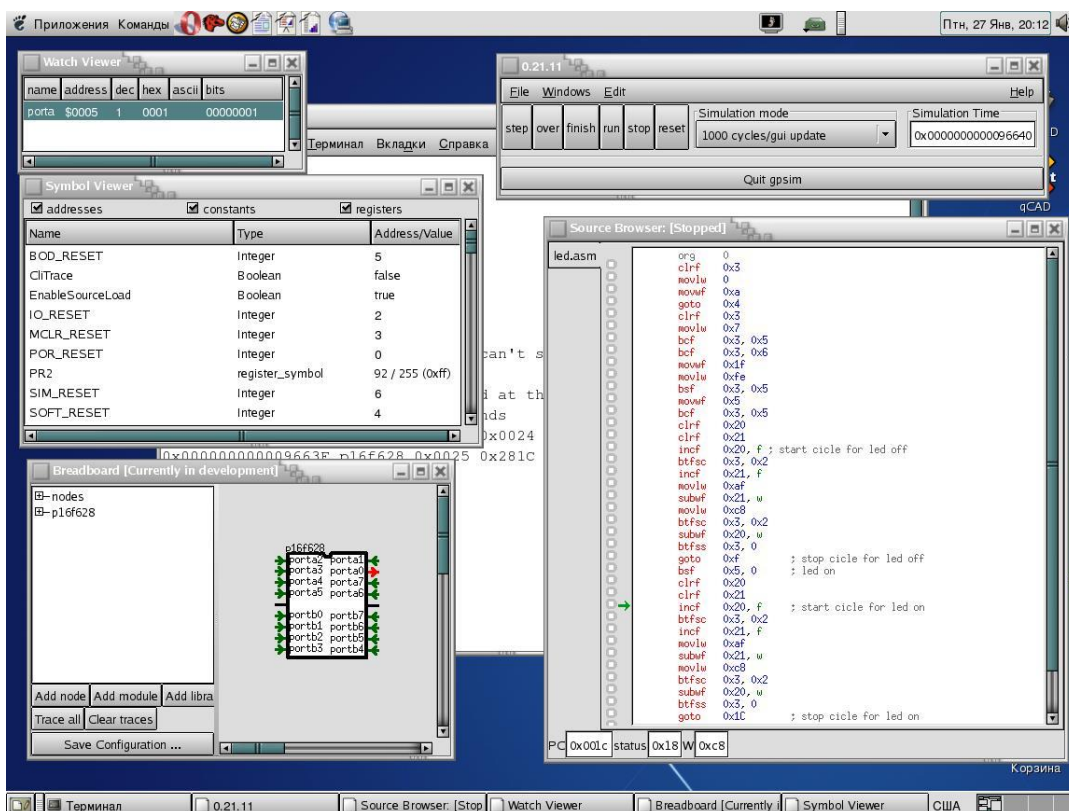 Приложения Команды
Птн, 27 Янв, 20:12
Watch Viewer
name address dec hex ascii bits
porta $0005 1 0001 00000001
Терминал Вкладки Справка
Symbol Viewer
addresses constants registers
Name Type Address/Value
BOD_RESET Integer 5
CliTrace Boolean false
EnableSourceLoad Boolean true
IO_RESET Integer 2
MCLR_RESET Integer 3
POR_RESET Integer 0
PR2 register_symbol 92 / 255 (0xff)
SIM_RESET Integer 6
SOFT_RESET Integer 4
can't s
d at th
nds
0x0024
0x000000000009663F p16f628 0x0025 0x281C
Breadboard [Currently in development]
nodes
p16f628
p16f628
porta2 porta1
porta3 porta0
porta4 porta7
porta5 porta6
portb0 portb7
portb1 portb6
portb2 portb5
portb3 portb4
Add node Add module Add libra
Trace all Clear traces
Save Configuration ...
0.21.11
File Windows Edit Help
step over finish run stop reset
Simulation mode
1000 cycles/gui update
Simulation Time
0x0000000000096640
Quit gpsim
qCAD
Source Browser: [Stopped]
led.asm
org 0
clrf 0x3
movlw 0
movwf 0xa
goto 0x4
clrf 0x3
movlw 0x7
bcf 0x3, 0x5
bcf 0x3, 0x6
movwf 0x1f
movlw 0xfe
bsf 0x3, 0x5
movwf 0x5
bcf 0x3, 0x5
clrf 0x20
clrf 0x21
incf 0x20, f ; start cicle for led off
btfsc 0x3, 0x2
incf 0x21, f
movlw 0xaf
subwf 0x21, w
movlw 0xc8
btfsc 0x3, 0x2
subwf 0x20, w
btfss 0x3, 0
goto 0xf ; stop cicle for led off
bsf 0x5, 0 ; led on
clrf 0x20
clrf 0x21
incf 0x20, f ; start cicle for led on
btfsc 0x3, 0x2
incf 0x21, f
movlw 0xaf
subwf 0x21, w
movlw 0xc8
btfsc 0x3, 0x2
subwf 0x20, w
btfss 0x3, 0
goto 0x1C ; stop cicle for led on
PC 0x001c status 0x18 W 0xc8
Корзина
Терминал 0.21.11 Source Browser: [Stop Watch Viewer Breadboard [Currently i Symbol Viewer США